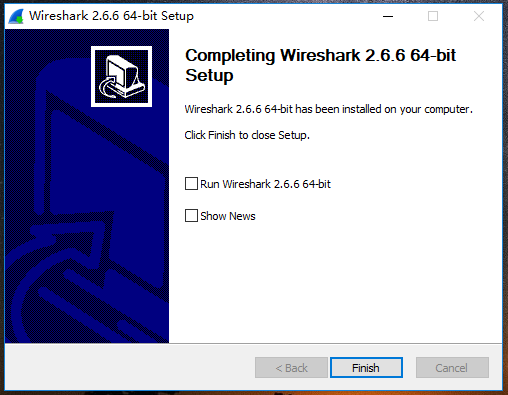 Wireshark 2.6.6 64-bit Setup
Completing Wireshark 2.6.6 64-bit
Setup
Wireshark 2.6.6 64-bit has been installed on your computer.
Click Finish to close Setup.
Run Wireshark 2.6.6 64-bit
Show News
< Back
Finish
Cancel